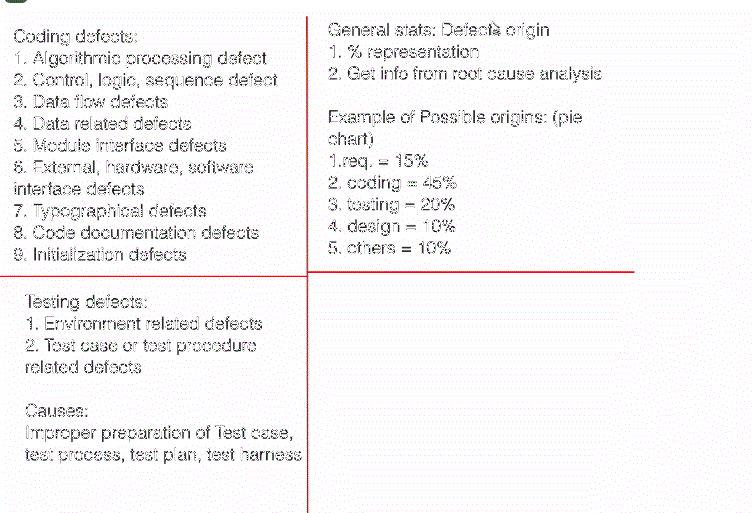 Coding defects:
1. Algorithmic processing defect
2. Control, logic, sequence defect
3. Data flow defects
4. Data related defects
5. Module interface defects
6. External, hardware, software
interface defects
7. Typographical defects
8. Code documentation defects
9. Initialization defects
General stats: Defects origin
1. % representation
2. Get info from root cause analysis
Example of Possible origins: (pie
chart)
1.req. = 15%
2. coding = 45%
3. testing = 20%
4. design = 10%
5. others = 10%
Testing defects:
1. Environment related defects
2. Test case or test procedure
related defects
Causes:
Improper preparation of Test case,
test process, test plan, test harness